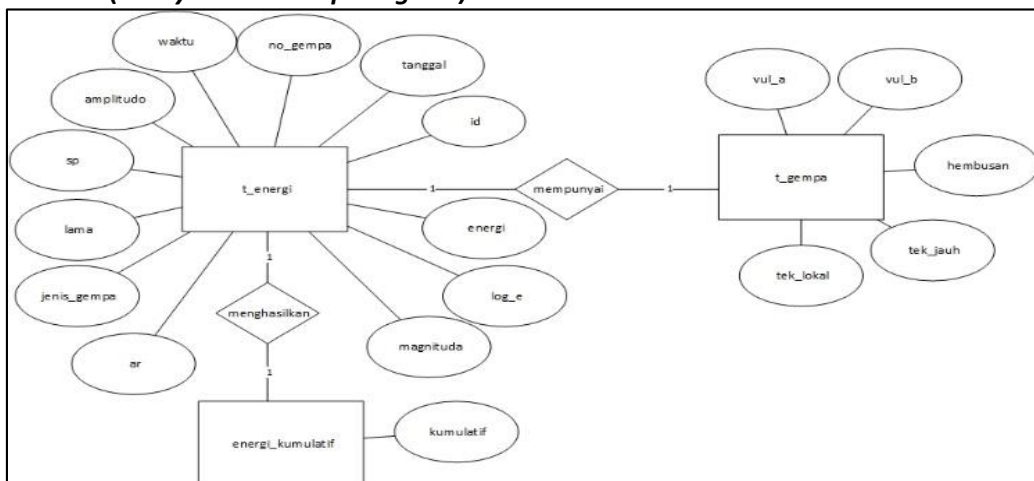 waktu
no_gempa
tanggal
amplitudo
id
sp
t_energi
1
mempunyai
1
t_gempa
vul_a
vul_b
hembusan
tek_jauh
tek_lokal
lama
energi
jenis_gempa
1
log_e
menghasilkan
ar
magnituda
1
energi_kumulatif
kumulatif